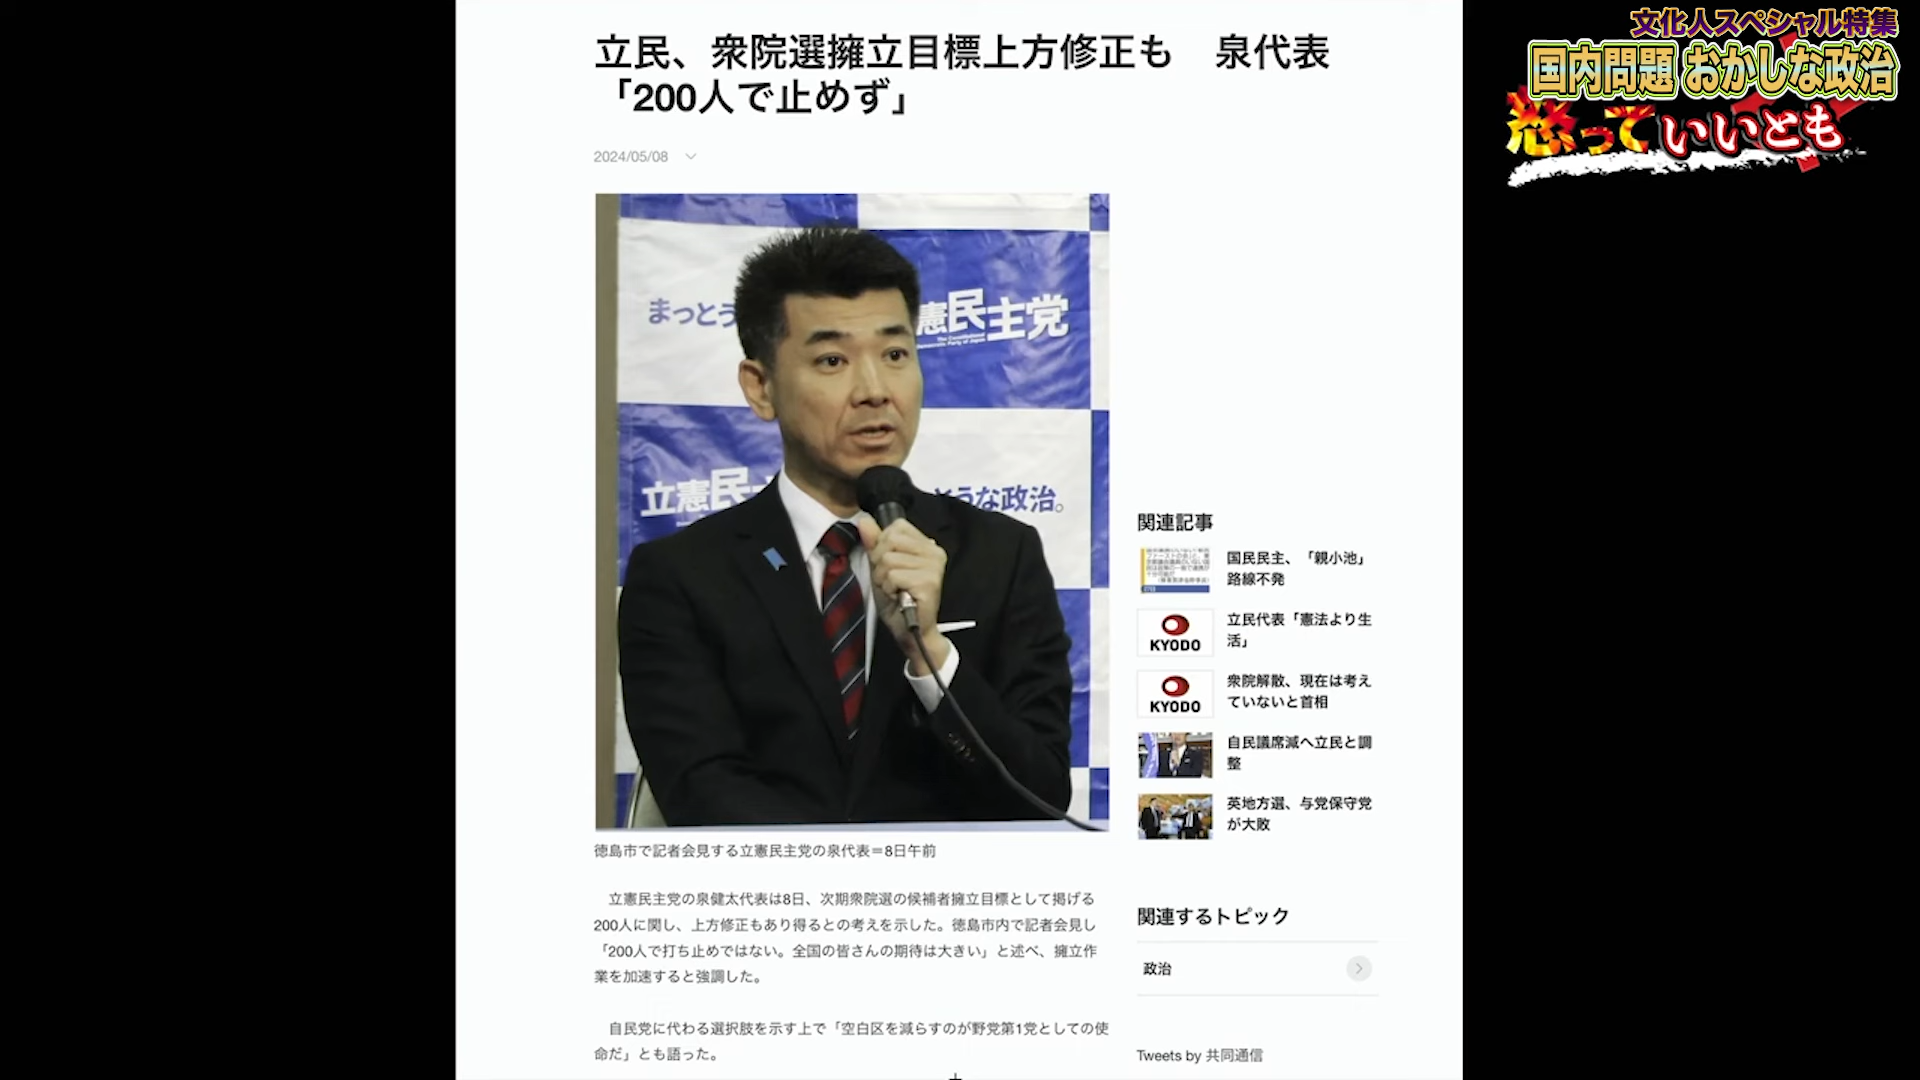 文化人スペシャル特集
国内問題 おかしな政治
怒っていいとも
立民、衆院選擁立目標上方修正も 泉代表
「200人で止めず」
2024/05/08
まっとう
憲民主党
The Constitutional
Democratic Party of Japan
立憲民主
とうな政治。
徳島市で記者会見する立憲民主党の泉代表＝8日午前
立憲民主党の泉健太代表は8日、次期衆院選の候補者擁立目標として掲げる
200人に関し、上方修正もあり得るとの考えを示した。徳島市内で記者会見し
「200人で打ち止めではない。全国の皆さんの期待は大きい」と述べ、擁立作
業を加速すると強調した。
自民党に代わる選択肢を示す上で「空白区を減らすのが野党第1党としての使
命だ」とも語った。
関連記事
国民民主、「親小池」
路線不発
KYODO
立民代表「憲法より生
活」
KYODO
衆院解散、現在は考え
ていないと首相
自民議席減へ立民と調
整
英地方選、与党保守党
が大敗
関連するトピック
政治
Tweets by 共同通信